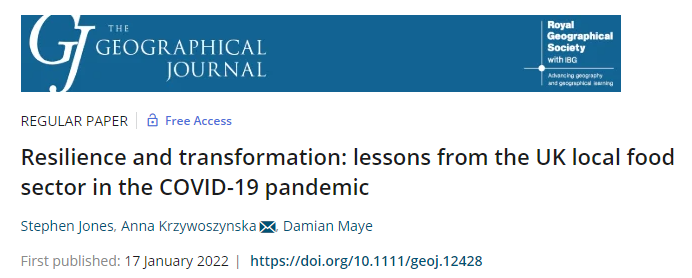 GJ
THE
GEOGRAPHICAL
JOURNAL
Royal
Geographical
Society
with IBG
Advancing geography
and geographical learning
REGULAR PAPER | Free Access
Resilience and transformation: lessons from the UK local food
sector in the COVID-19 pandemic
Stephen Jones, Anna Krzywoszynska, Damian Maye
First published: 17 January 2022 | https://doi.org/10.1111/geoj.12428